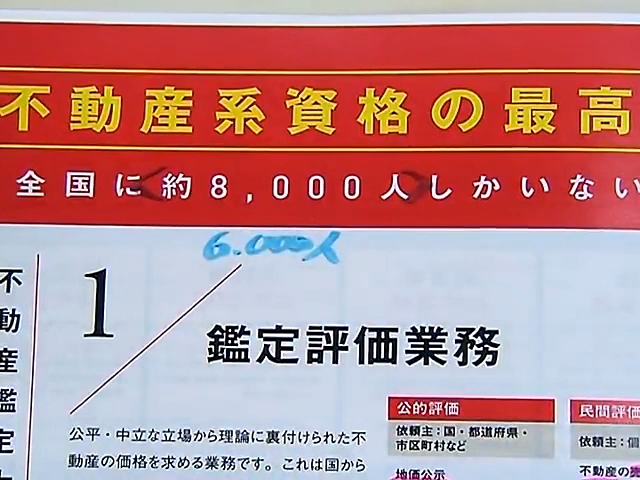 不動産系資格の最高
全国に約8,000人しかいない
6.000人
不動産鑑定
1
鑑定評価業務
公平・中立な立場から理論に裏付けられた不
動産の価格を求める業務です。これは国から
公的評価
依頼主:国・都道府県・
市区町村など
地価公示
民間評価
依頼主:個
不動産の売